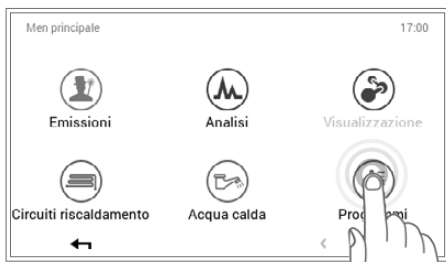 Men principale 17:00
Emissioni Analisi Visualizzazione
Circuiti riscaldamento Acqua calda